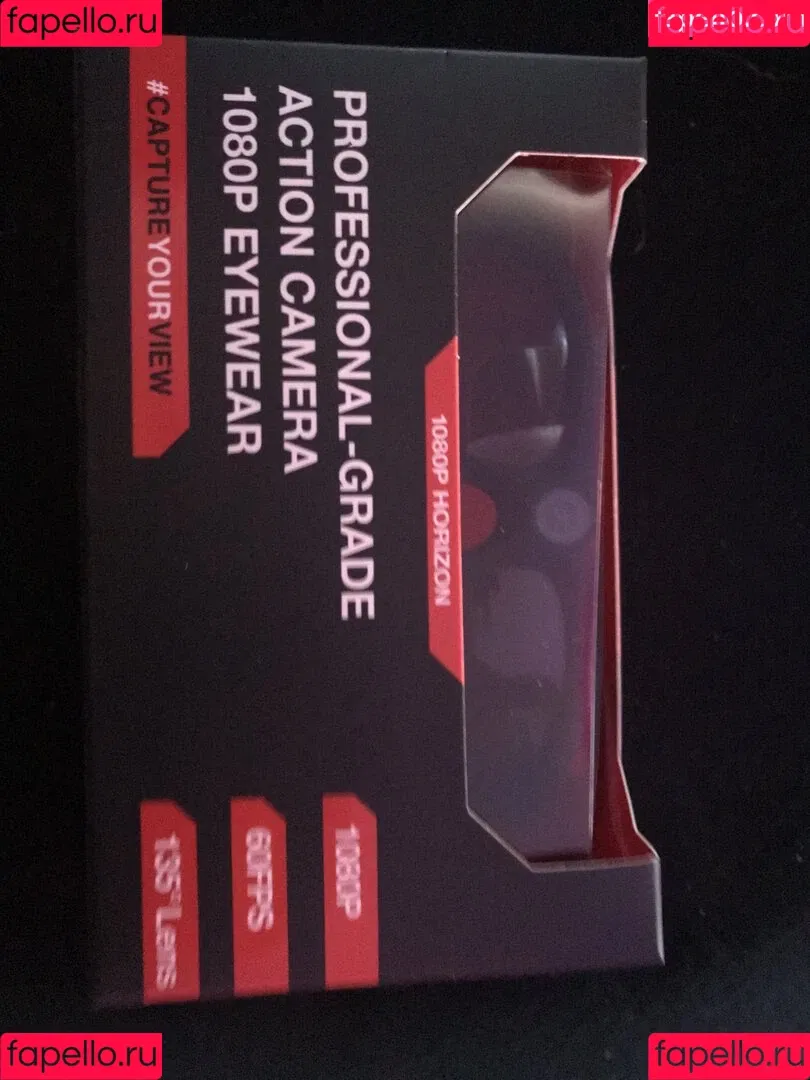 fapello.ru
fapello.ru
PROFESSIONAL-GRADE
ACTION CAMERA
1080P EYEWEAR
#CAPTUREYOURVIEW
1080P HORIZON
1080P
60FPS
135°Lens
fapello.ru
fapello.ru